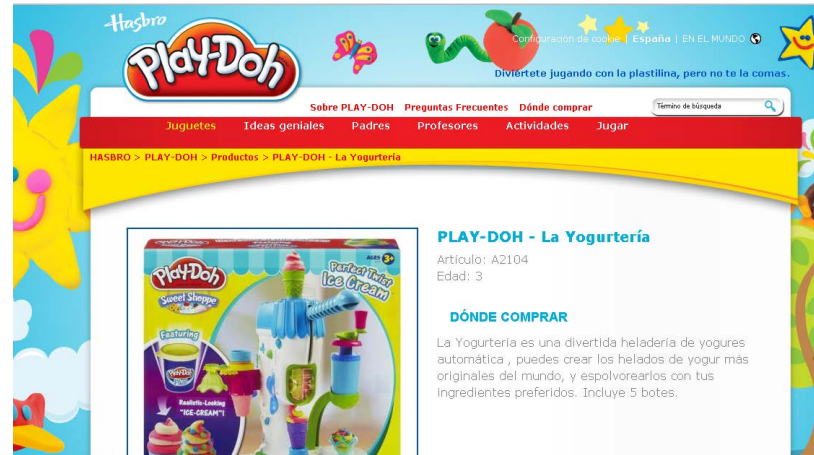 Hasbro
PLAY-DOH
Configuración de cookie | España | EN EL MUNDO
Diviértete jugando con la plastilina, pero no te la comas.
Sobre PLAY-DOH Preguntas Frecuentes Dónde comprar
Término de búsqueda
Juguetes Ideas geniales Padres Profesores Actividades Jugar
HASBRO > PLAY-DOH > Productos > PLAY-DOH - La Yogurtería
PLAY-DOH - La Yogurtería
Articulo: A2104
Edad: 3
DÓNDE COMPRAR
La Yogurteria es una divertida heladería de yogures
automática , puedes crear los helados de yogur más
originales del mundo, y espolvorearlos con tus
ingredientes preferidos. Incluye 5 botes.
AGES 3+
Play-Doh
Sweet Shoppe
Perfect Twist
Ice Cream
Featuring
Play-Doh
Realistic-Looking
"ICE-CREAM"!